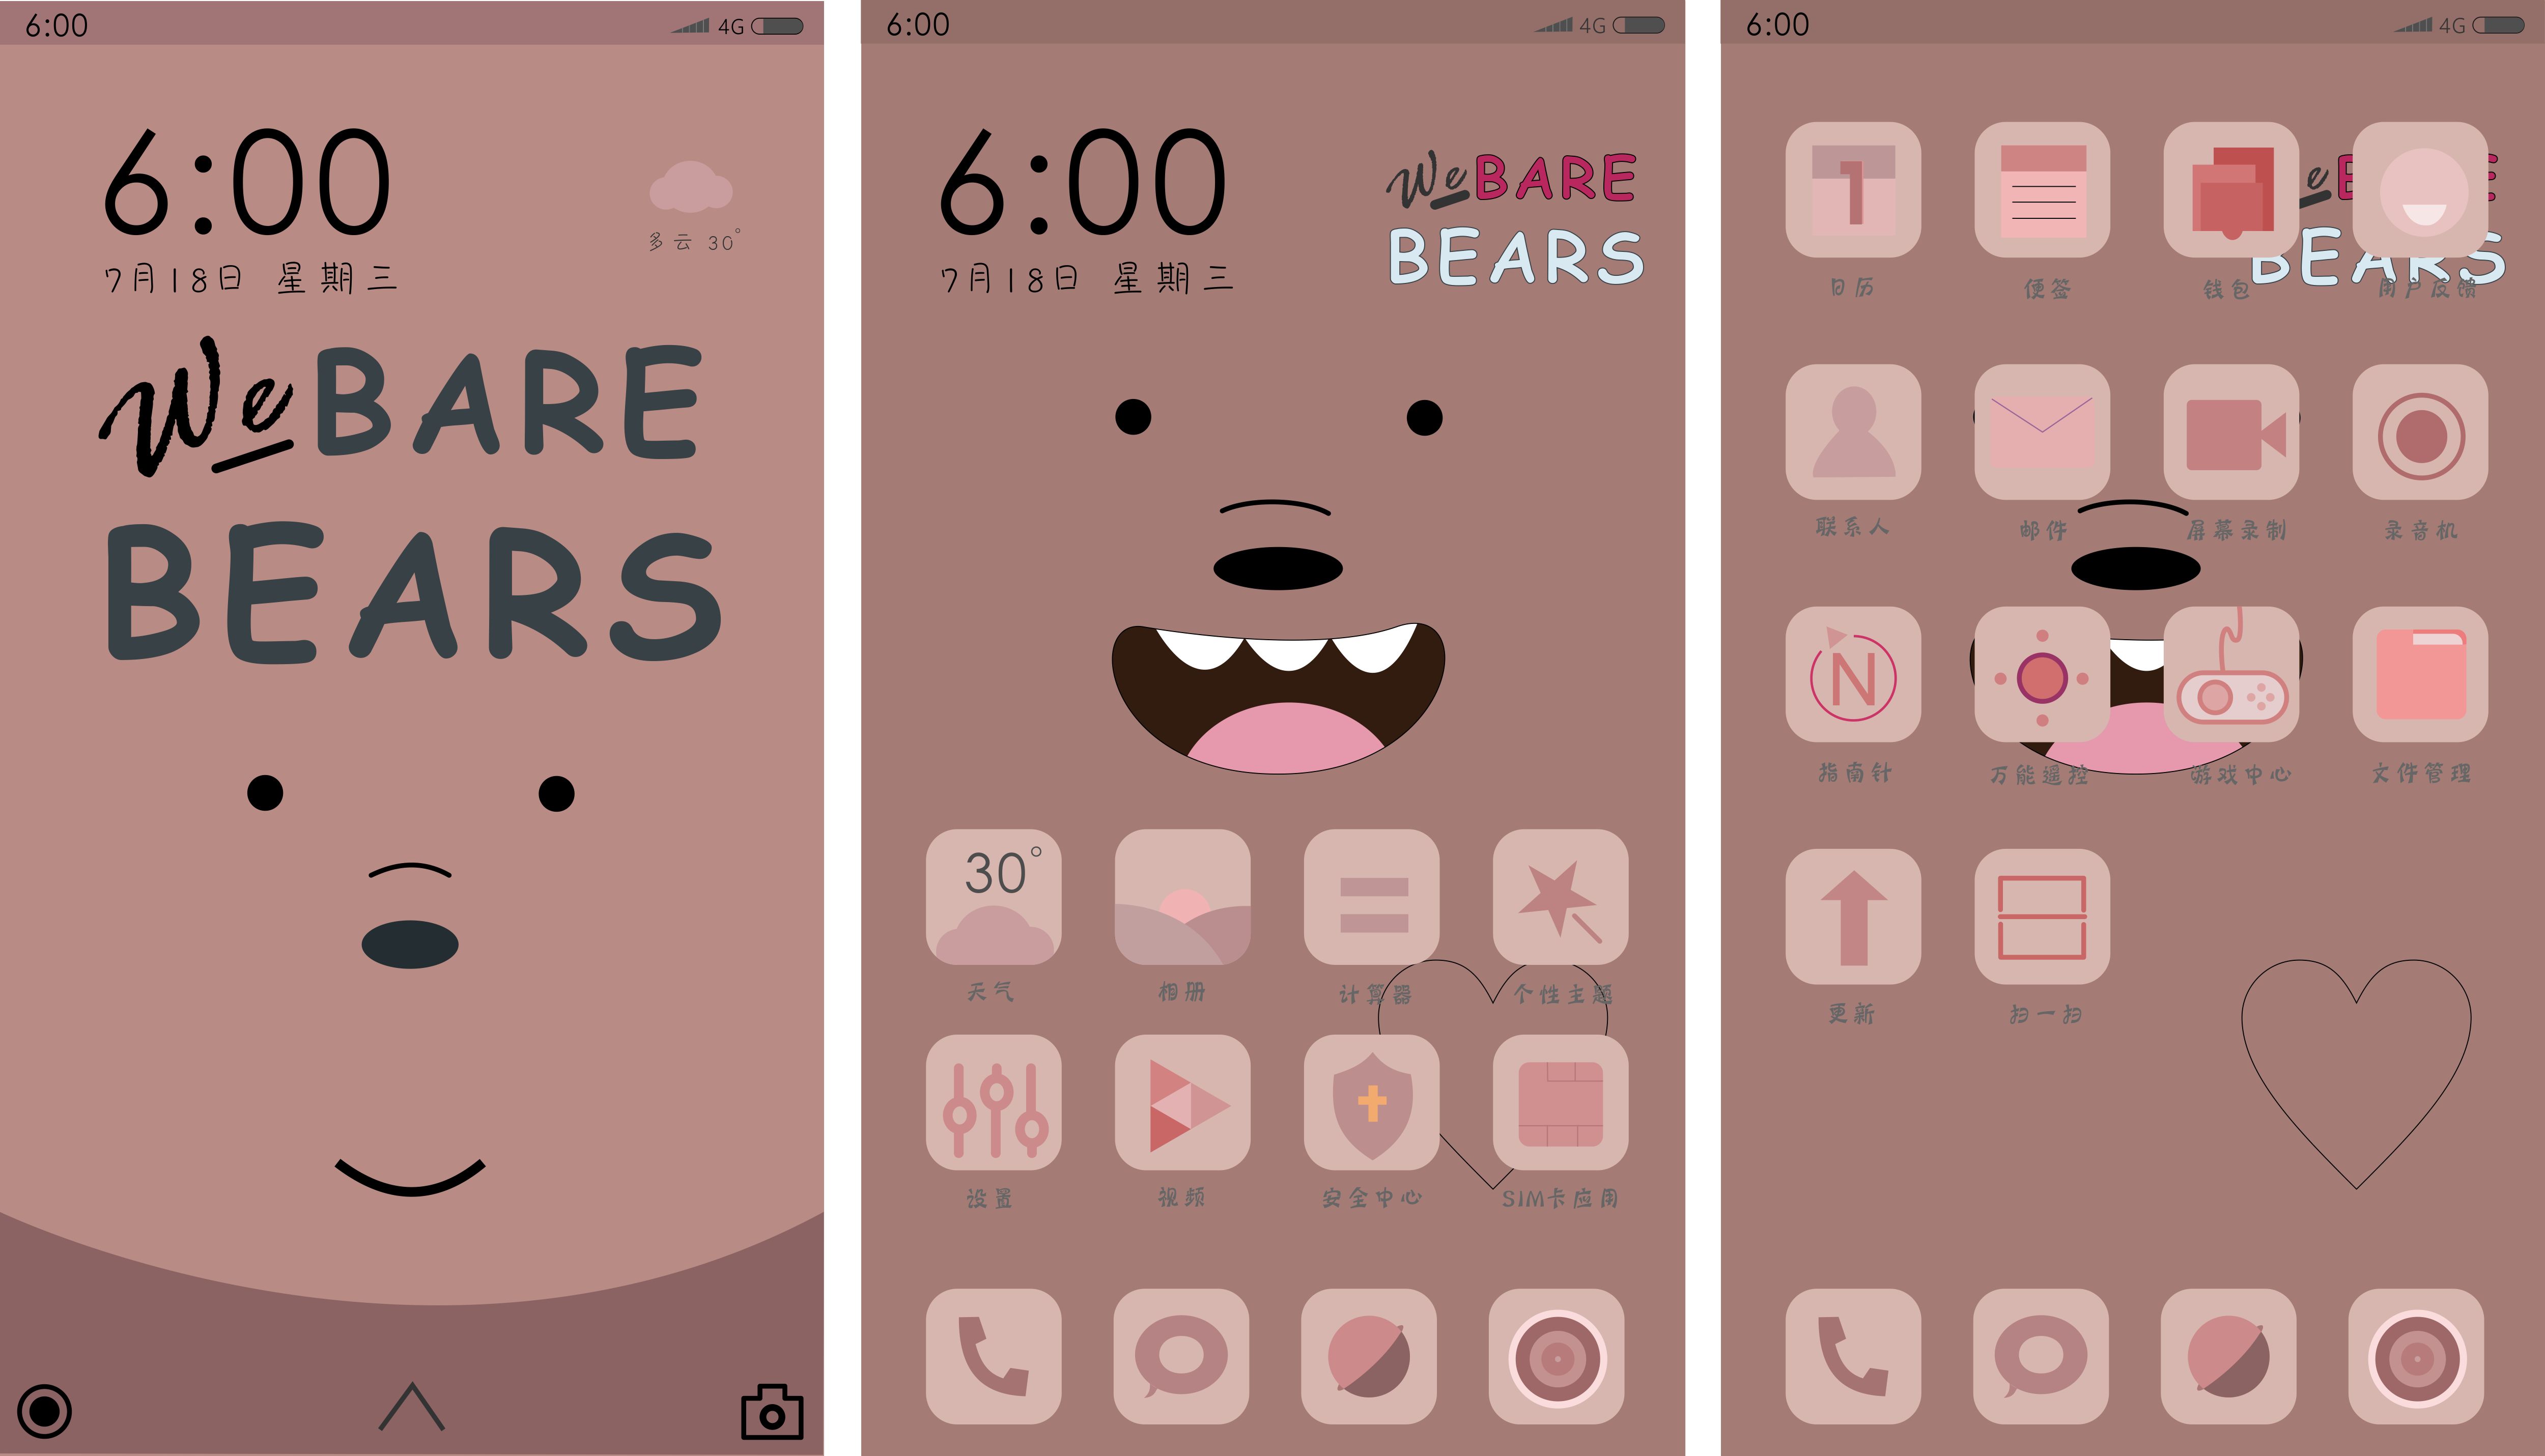 6:00 4G
6:00
多云 30°
7月18日 星期三
We BARE
BEARS
6:00 4G
6:00
7月18日 星期三
We BARE
BEARS
30°
天气 相册 计算器 个性主题
设置 视频 安全中心 SIM卡应用
6:00 4G
1
e B E
BEARS
日历 便签 钱包 用户反馈
联系人 邮件 屏幕录制 录音机
N
指南针 万能遥控 游戏中心 文件管理
更新 扫一扫